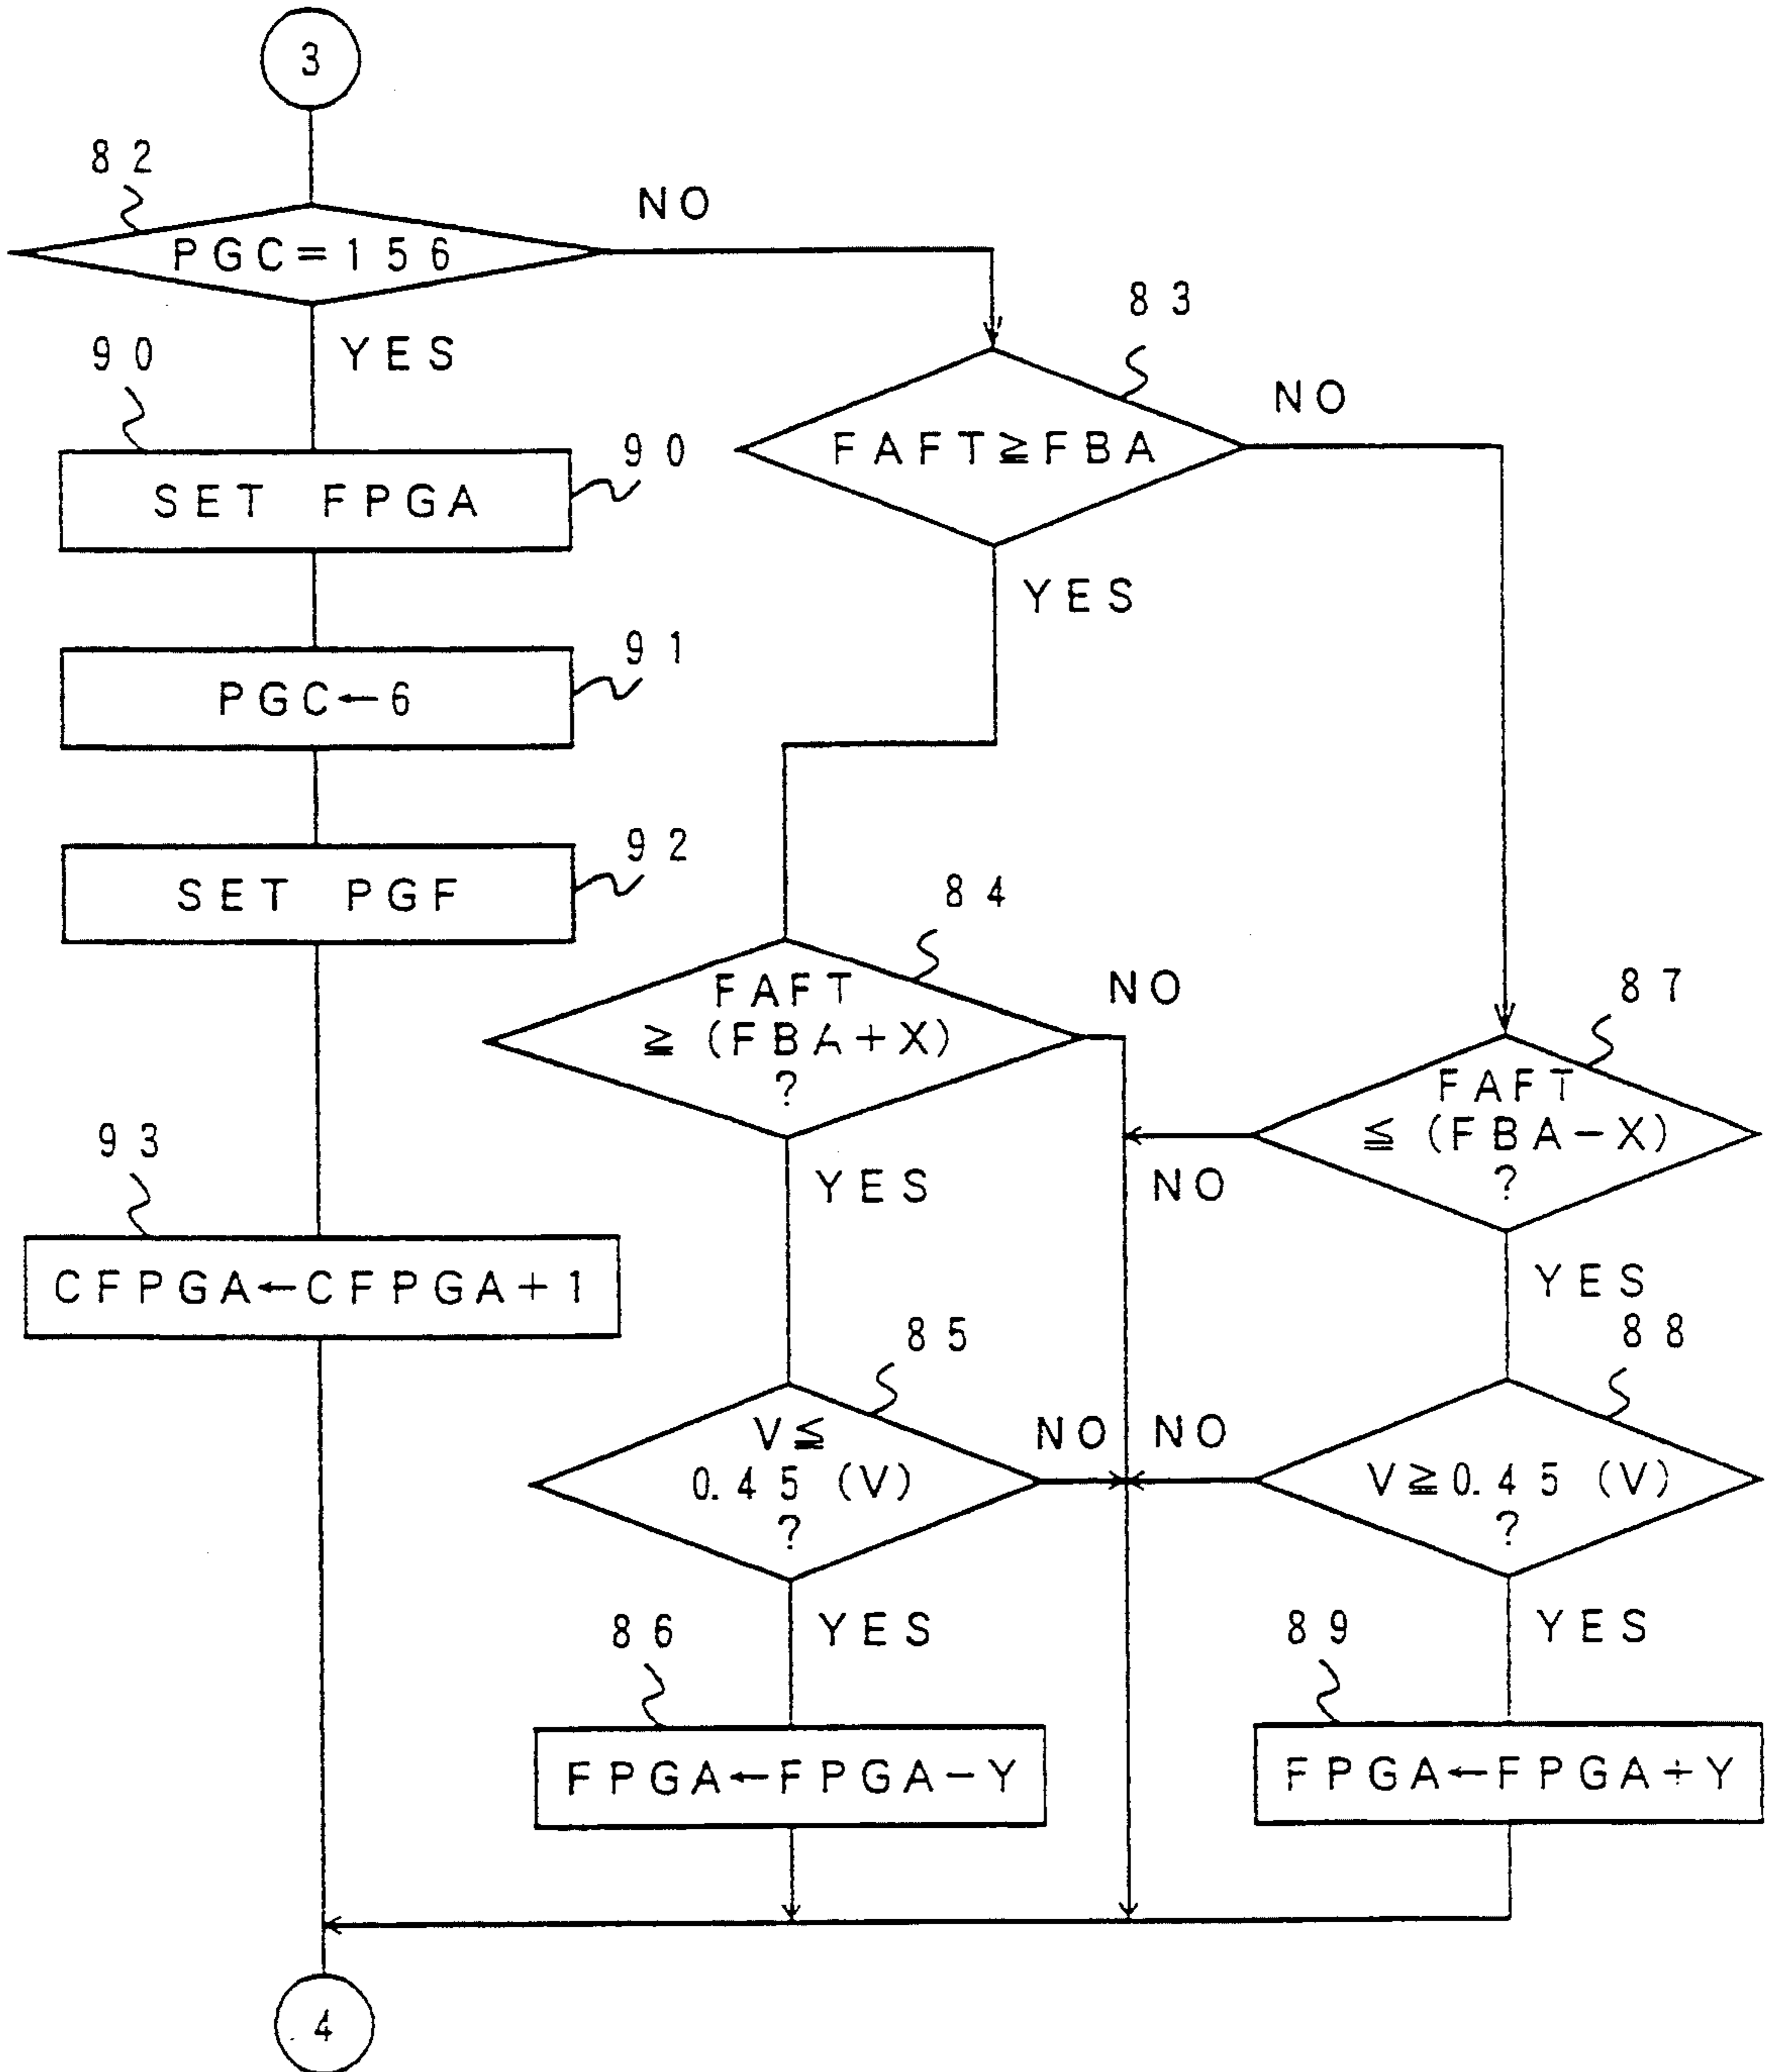 3
82
PGC=156
NO
YES
90
SET FPGA
90
83
FAFT≧FBA
NO
YES
PGC←6
91
SET PGF
92
84
FAFT
≧(FBA+X)
?
NO
YES
87
FAFT
≦(FBA−X)
?
NO
YES
93
CFPGA←CFPGA+1
85
V≦
0.45 (V)
?
NO
YES
88
V≧0.45 (V)
?
NO
YES
86
FPGA←FPGA−Y
89
FPGA←FPGA+Y
4